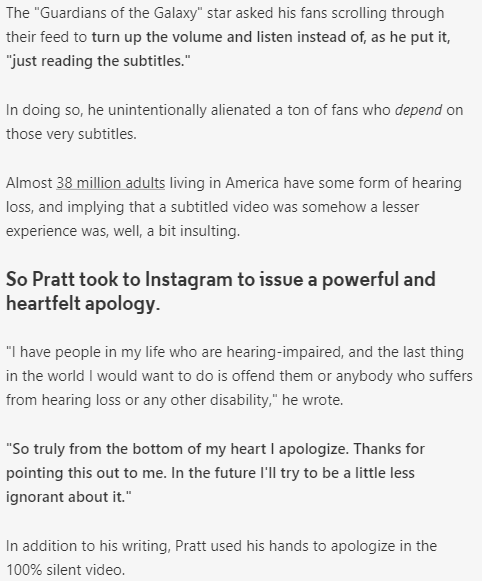 The "Guardians of the Galaxy" star asked his fans scrolling through
their feed to turn up the volume and listen instead of, as he put it,
"just reading the subtitles."
In doing so, he unintentionally alienated a ton of fans who depend on
those very subtitles.
Almost 38 million adults living in America have some form of hearing
loss, and implying that a subtitled video was somehow a lesser
experience was, well, a bit insulting.
So Pratt took to Instagram to issue a powerful and
heartfelt apology.
"I have people in my life who are hearing-impaired, and the last thing
in the world I would want to do is offend them or anybody who suffers
from hearing loss or any other disability," he wrote.
"So truly from the bottom of my heart I apologize. Thanks for
pointing this out to me. In the future I'll try to be a little less
ignorant about it."
In addition to his writing, Pratt used his hands to apologize in the
100% silent video.